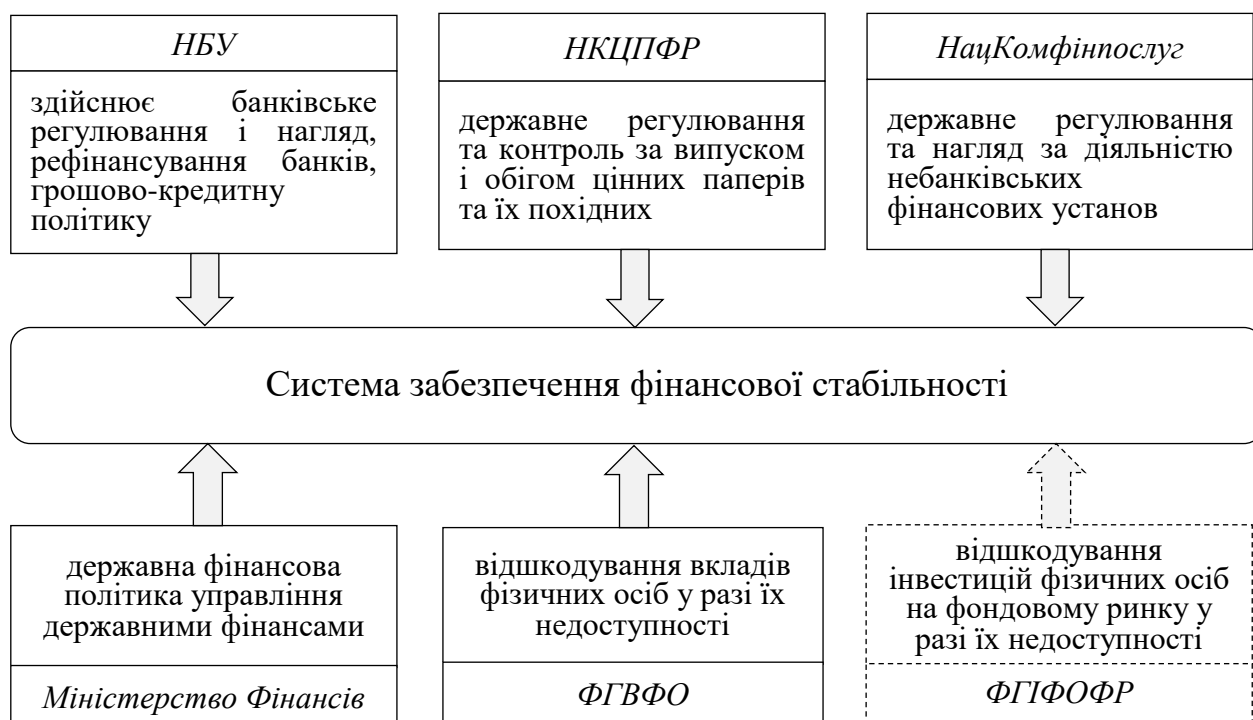 НБУ
здійснює банківське
регулювання і нагляд,
рефінансування банків,
грошово-кредитну
політику
НКЦПФР
державне регулювання
та контроль за випуском
і обігом цінних паперів
та їх похідних
НацКомфінпослуг
державне регулювання
та нагляд за діяльністю
небанківських
фінансових установ
Система забезпечення фінансової стабільності
державна фінансова
політика управління
державними фінансами
Міністерство Фінансів
відшкодування вкладів
фізичних осіб у разі їх
недоступності
ФГВФО
відшкодування
інвестицій фізичних осіб
на фондовому ринку у
разі їх недоступності
ФГІФОФР